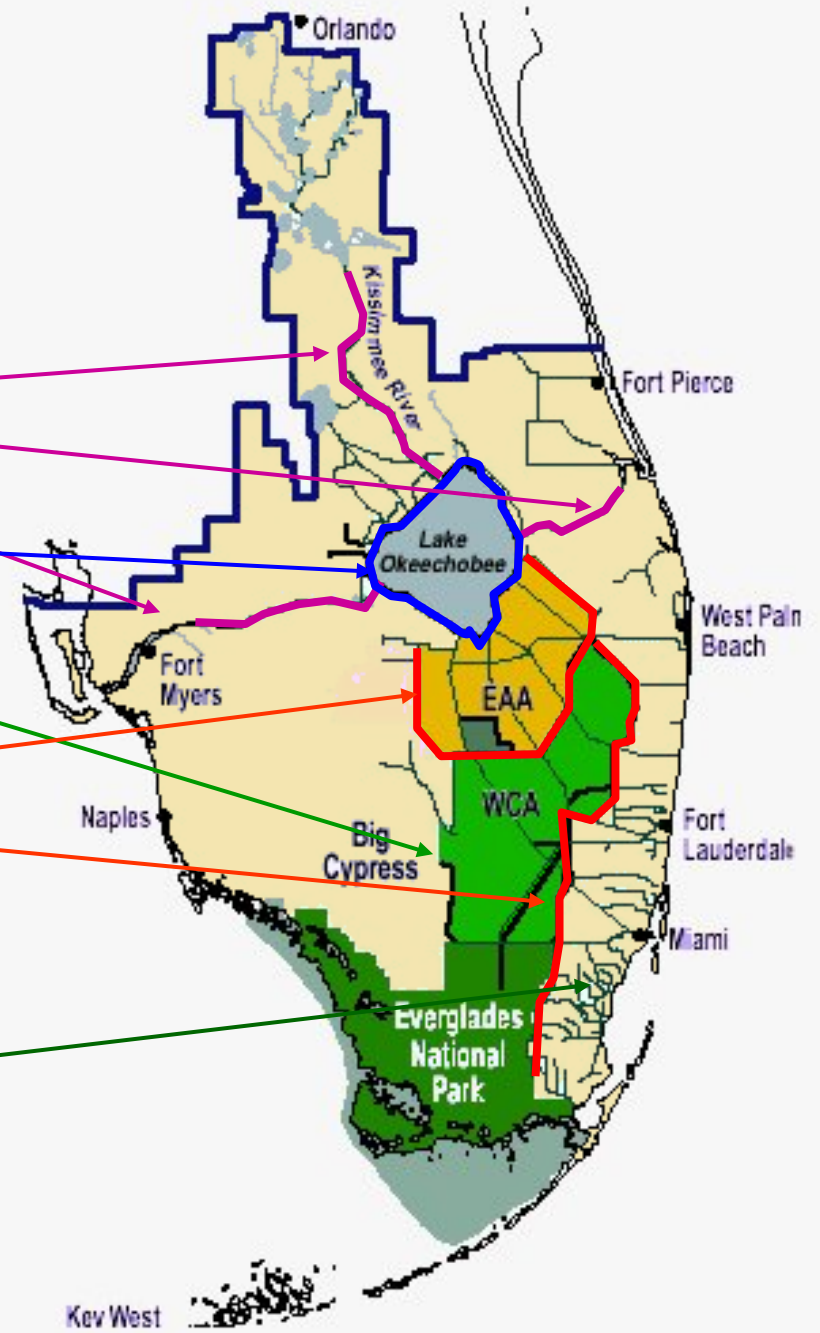 Orlando
Kissimmee River
Fort Pierce
Lake
Okeechobee
West Paln
Beach
Fort
Myers
EAA
WCA
Naples
Big
Cypress
Fort
Lauderdale
Miami
Everglades
National
Park
Kev West